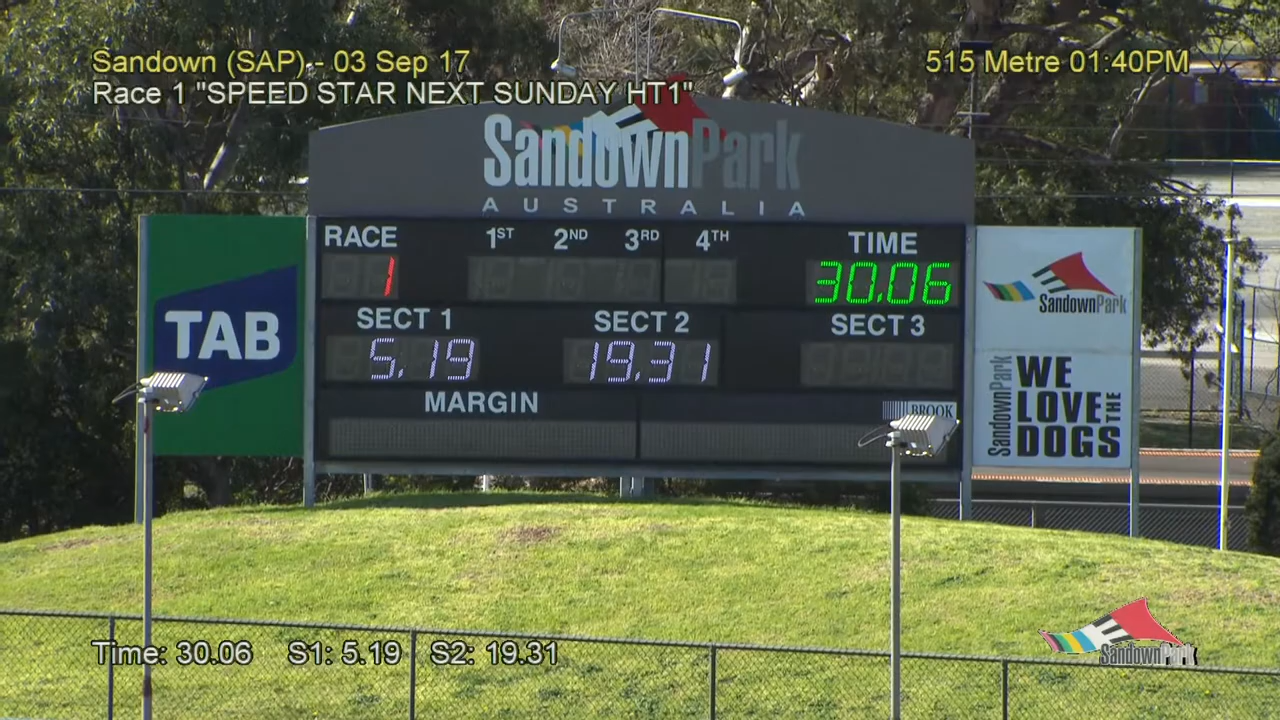 Sandown (SAP) - 03 Sep 17
515 Metre 01:40PM
Race 1 "SPEED STAR NEXT SUNDAY HT1"
SandownPark
AUSTRALIA
RACE 1ST 2ND 3RD 4TH TIME
1 30.06
SECT 1 SECT 2 SECT 3
5.19 19.31
MARGIN
BROOK
TAB
SandownPark
SandownPark
WE
LOVE THE
DOGS
Time: 30.06 S1: 5.19 S2: 19.31
SandownPark